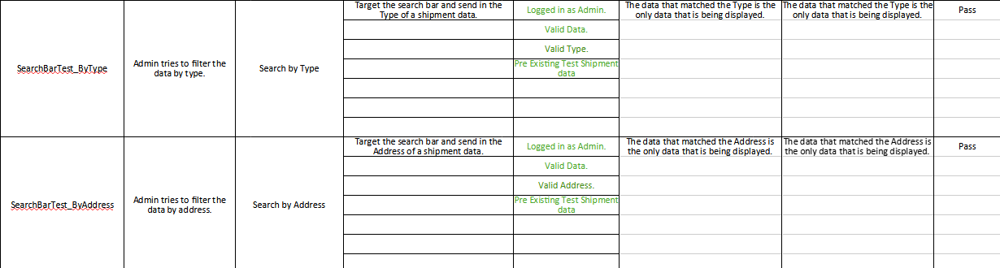 Target the search bar and send in the
Type of a shipment data.
Logged in as Admin.
The data that matched the Type is the
only data that is being displayed.
The data that matched the Type is the
only data that is being displayed.
Pass
Valid Data.
Valid Type.
SearchBarTest_ByType
Admin tries to filter the
data by type.
Search by Type
Pre Existing Test Shipment
data
Target the search bar and send in the
Address of a shipment data.
Logged in as Admin.
The data that matched the Address is
the only data that is being displayed.
The data that matched the Address is
the only data that is being displayed.
Pass
Valid Data.
Valid Address.
SearchBarTest_ByAddress
Admin tries to filter the
data by address.
Search by Address
Pre Existing Test Shipment
data